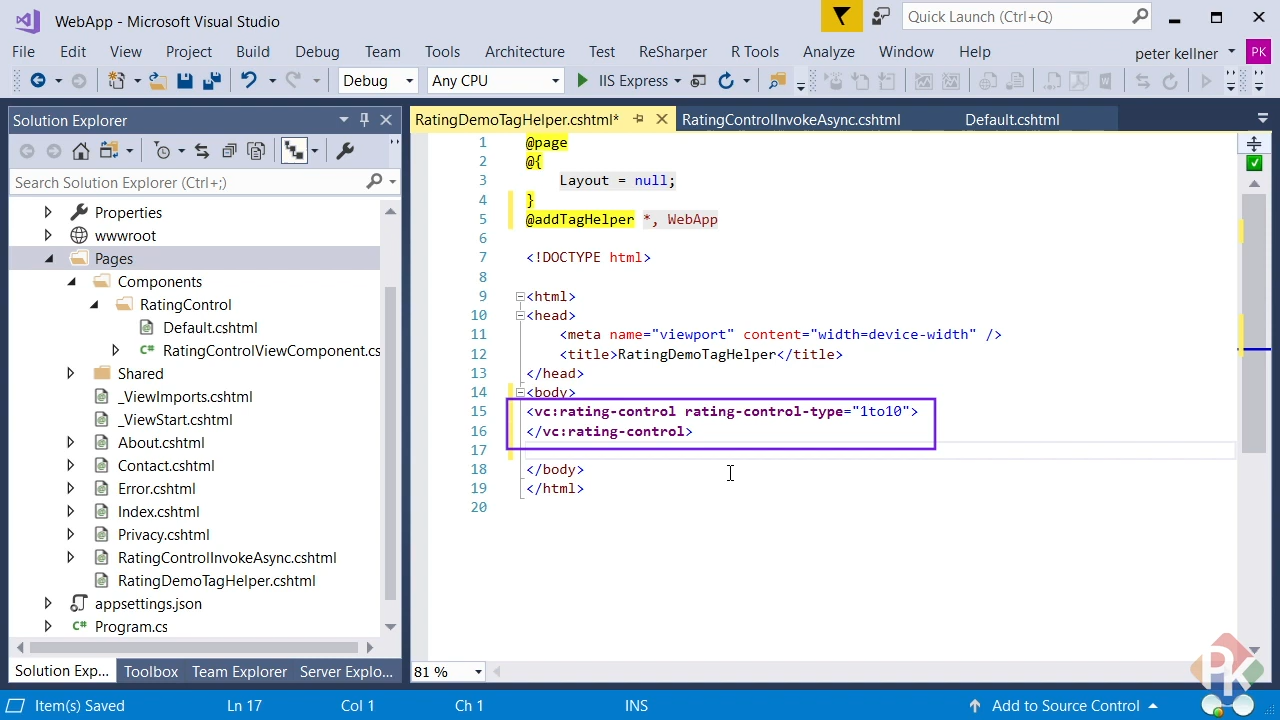 WebApp - Microsoft Visual Studio
Quick Launch (Ctrl+Q)
File Edit View Project Build Debug Team Tools Architecture Test ReSharper R Tools Analyze Window Help peter kellner PK
Debug Any CPU IIS Express
Solution Explorer
Search Solution Explorer (Ctrl+;)
Properties
wwwroot
Pages
Components
RatingControl
Default.cshtml
C# RatingControlViewComponent.cs
Shared
_ViewImports.cshtml
_ViewStart.cshtml
About.cshtml
Contact.cshtml
Error.cshtml
Index.cshtml
Privacy.cshtml
RatingControlInvokeAsync.cshtml
RatingDemoTagHelper.cshtml
appsettings.json
C# Program.cs
Solution Exp... Toolbox Team Explorer Server Explo...
RatingDemoTagHelper.cshtml* RatingControlInvokeAsync.cshtml Default.cshtml
1 @page
2 @{
3 Layout = null;
4 }
5 @addTagHelper *, WebApp
6
7 <!DOCTYPE html>
8
9 <html>
10 <head>
11 <meta name="viewport" content="width=device-width" />
12 <title>RatingDemoTagHelper</title>
13 </head>
14 <body>
15 <vc:rating-control rating-control-type="1to10">
16 </vc:rating-control>
17
18 </body>
19 </html>
20
81 %
PK
Item(s) Saved Ln 17 Col 1 Ch 1 INS Add to Source Control